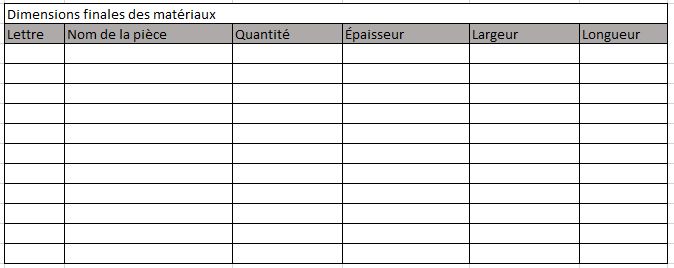 Dimensions finales des matériaux
Lettre Nom de la pièce Quantité Épaisseur Largeur Longueur